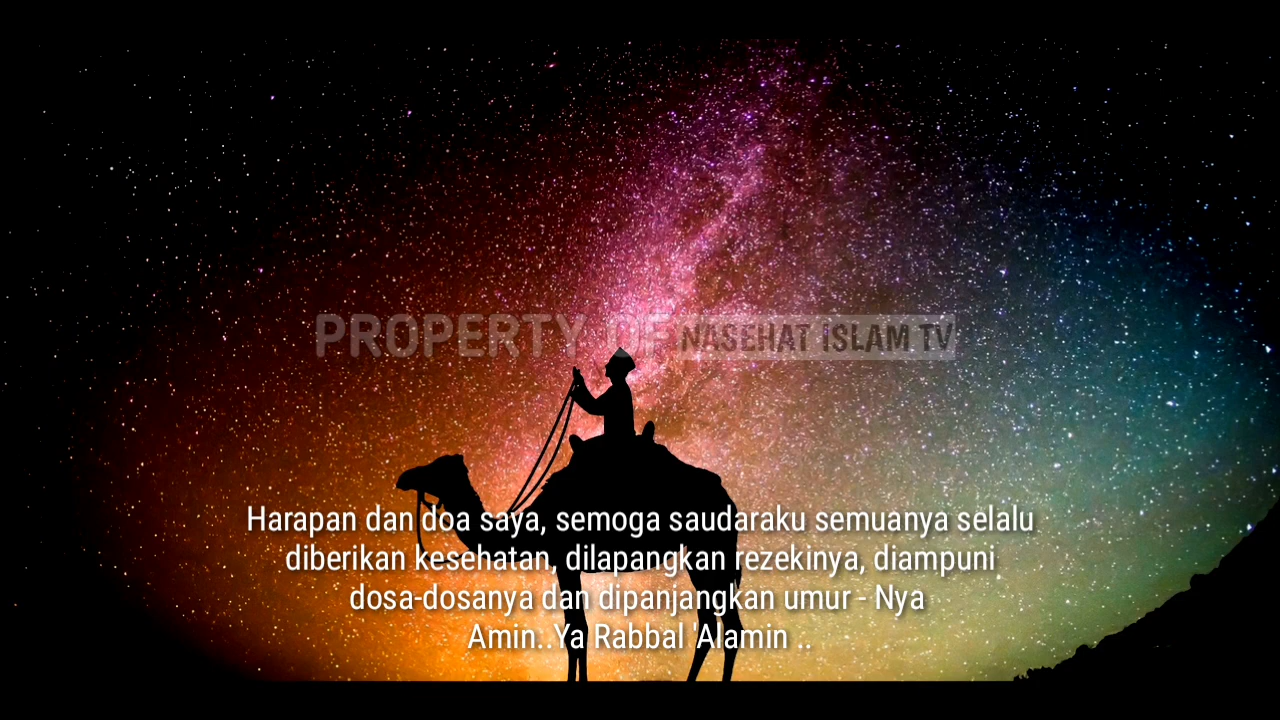 PROPERTY OF NASEHAT ISLAM TV
Harapan dan doa saya, semoga saudaraku semuanya selalu
diberikan kesehatan, dilapangkan rezekinya, diampuni
dosa-dosanya dan dipanjangkan umur - Nya
Amin..Ya Rabbal 'Alamin ..